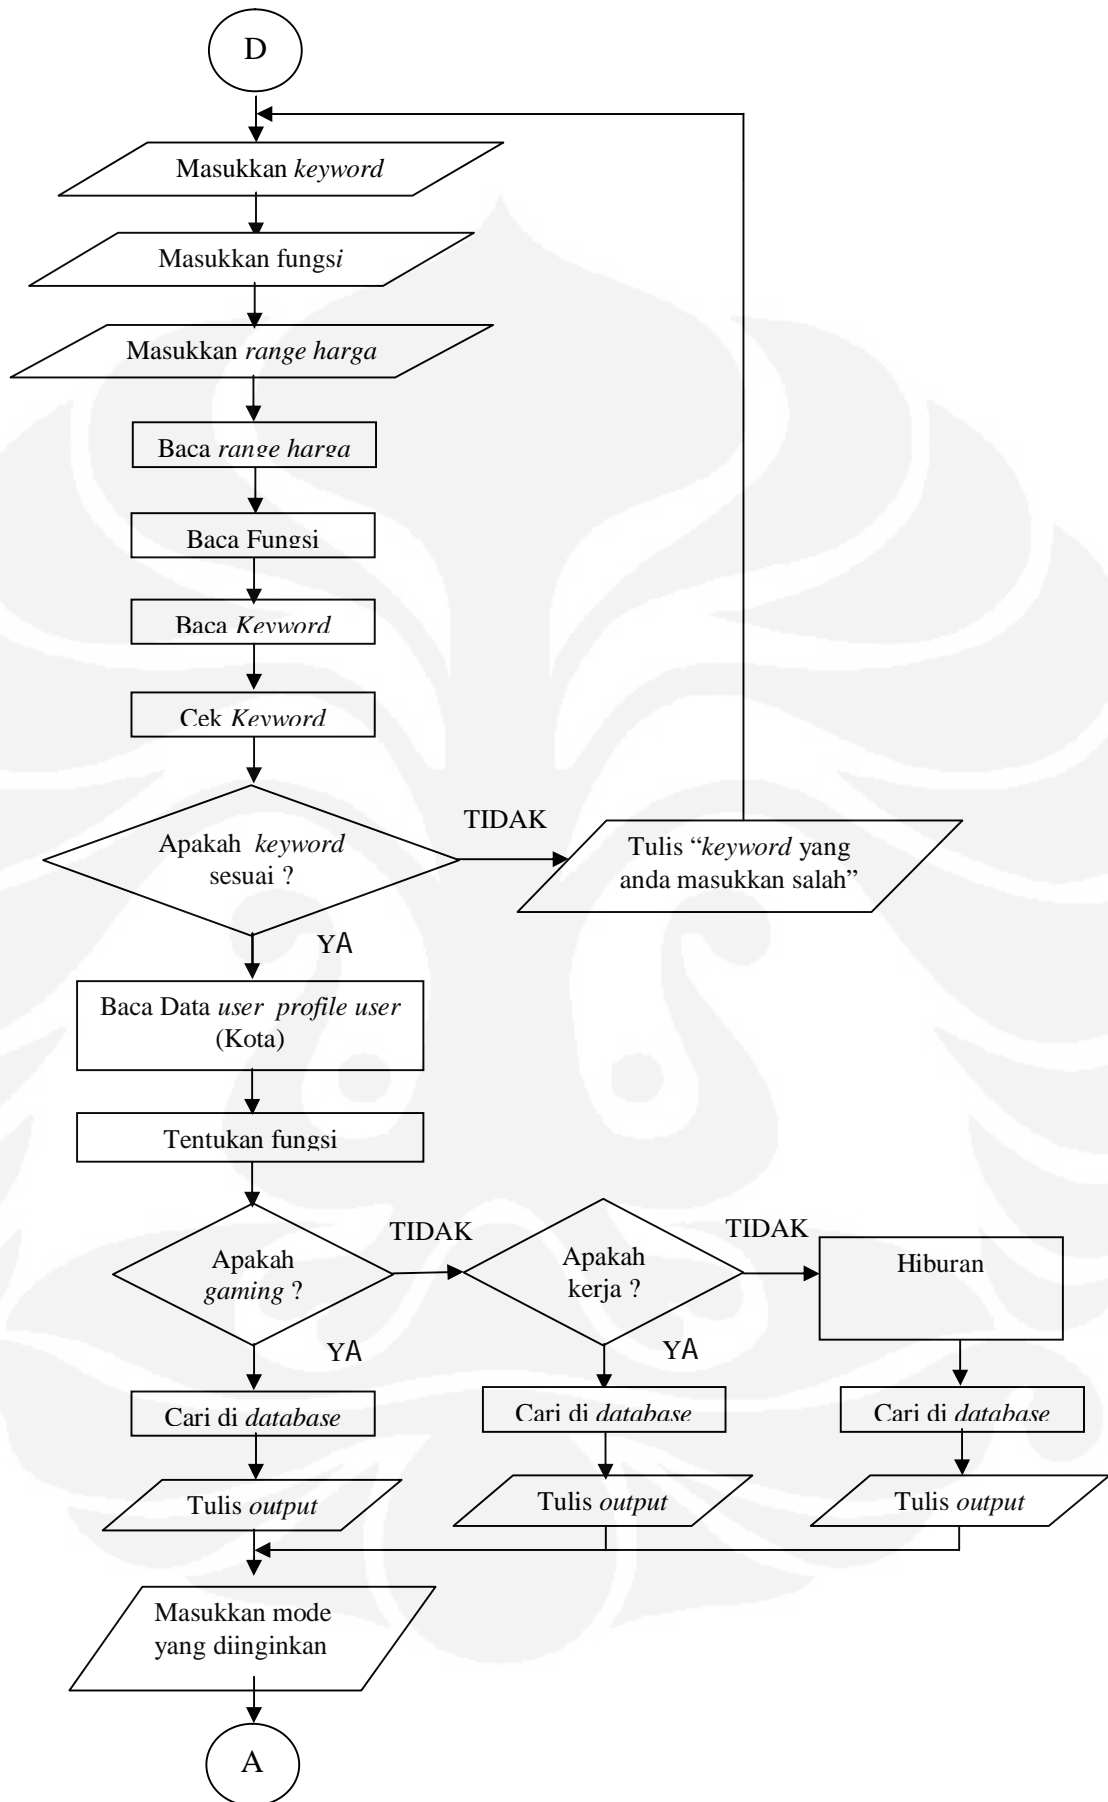 D
Masukkan keyword
Masukkan fungsi
Masukkan range harga
Baca range harga
Baca Fungsi
Baca Keyword
Cek Keyword
Apakah keyword
sesuai ?
TIDAK
Tulis “keyword yang
anda masukkan salah”
YA
Baca Data user profile user
(Kota)
Tentukan fungsi
Apakah
gaming ?
TIDAK
Apakah
kerja ?
TIDAK
Hiburan
YA
YA
Cari di database
Cari di database
Cari di database
Tulis output
Tulis output
Tulis output
Masukkan mode
yang diinginkan
A